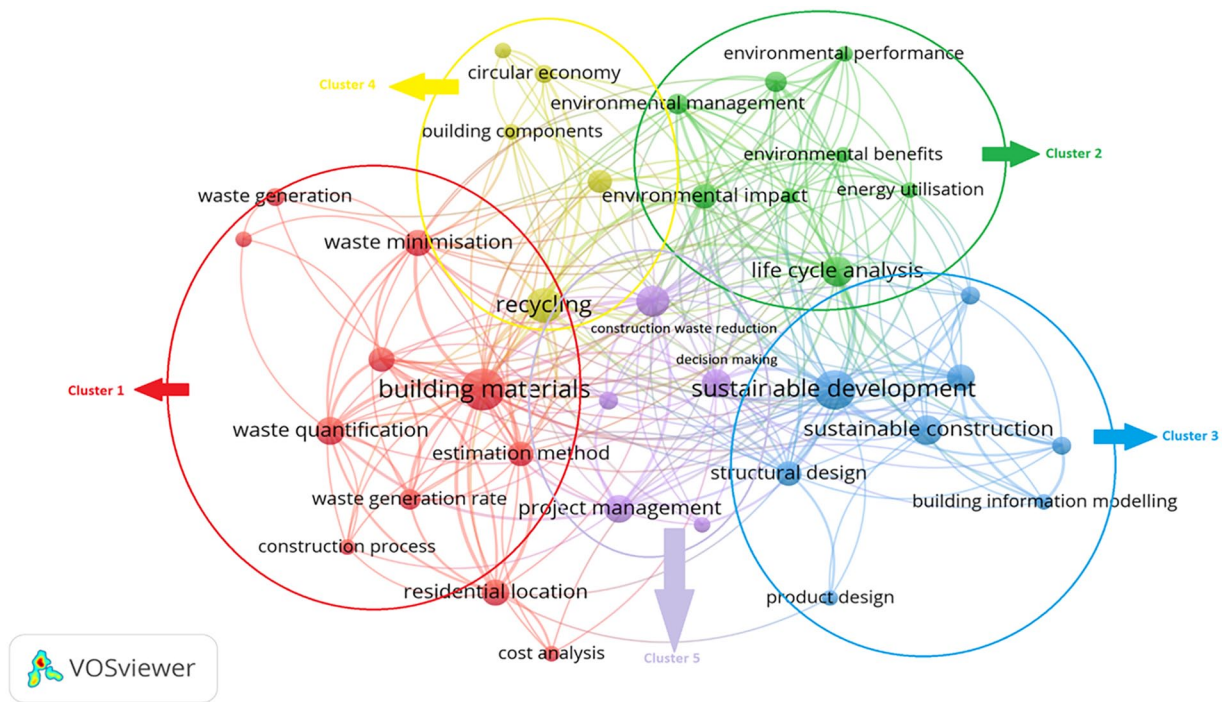 environmental performance
circular economy
Cluster 4
environmental management
building components
environmental benefits
Cluster 2
waste generation
environmental impact
energy utilisation
waste minimisation
life cycle analysis
recycling
construction waste reduction
decision making
Cluster 1
building materials
sustainable development
waste quantification
sustainable construction
Cluster 3
estimation method
structural design
waste generation rate
project management
building information modelling
construction process
residential location
product design
cost analysis
Cluster 5
VOSviewer